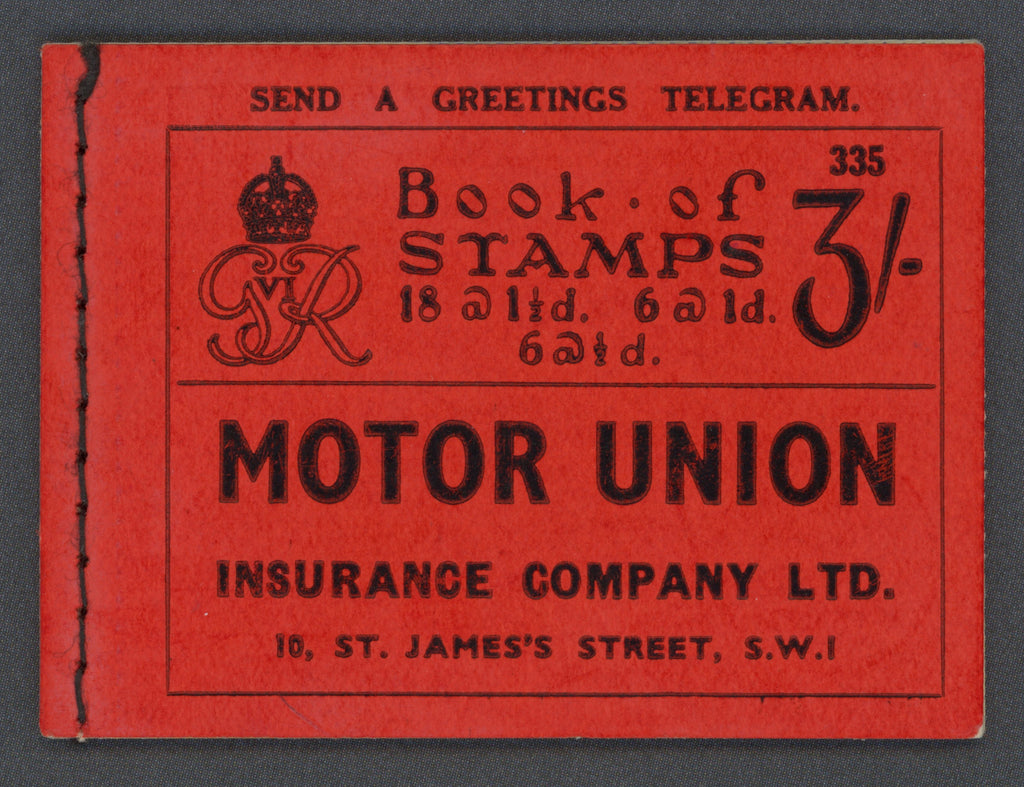 SEND A GREETINGS TELEGRAM.
335
Book · of 3/-
STAMPS
GVIR
18 @ 1½d. 6 @ 1d.
6 @ ½d.
MOTOR UNION
INSURANCE COMPANY LTD.
10, ST. JAMES'S STREET, S.W.1